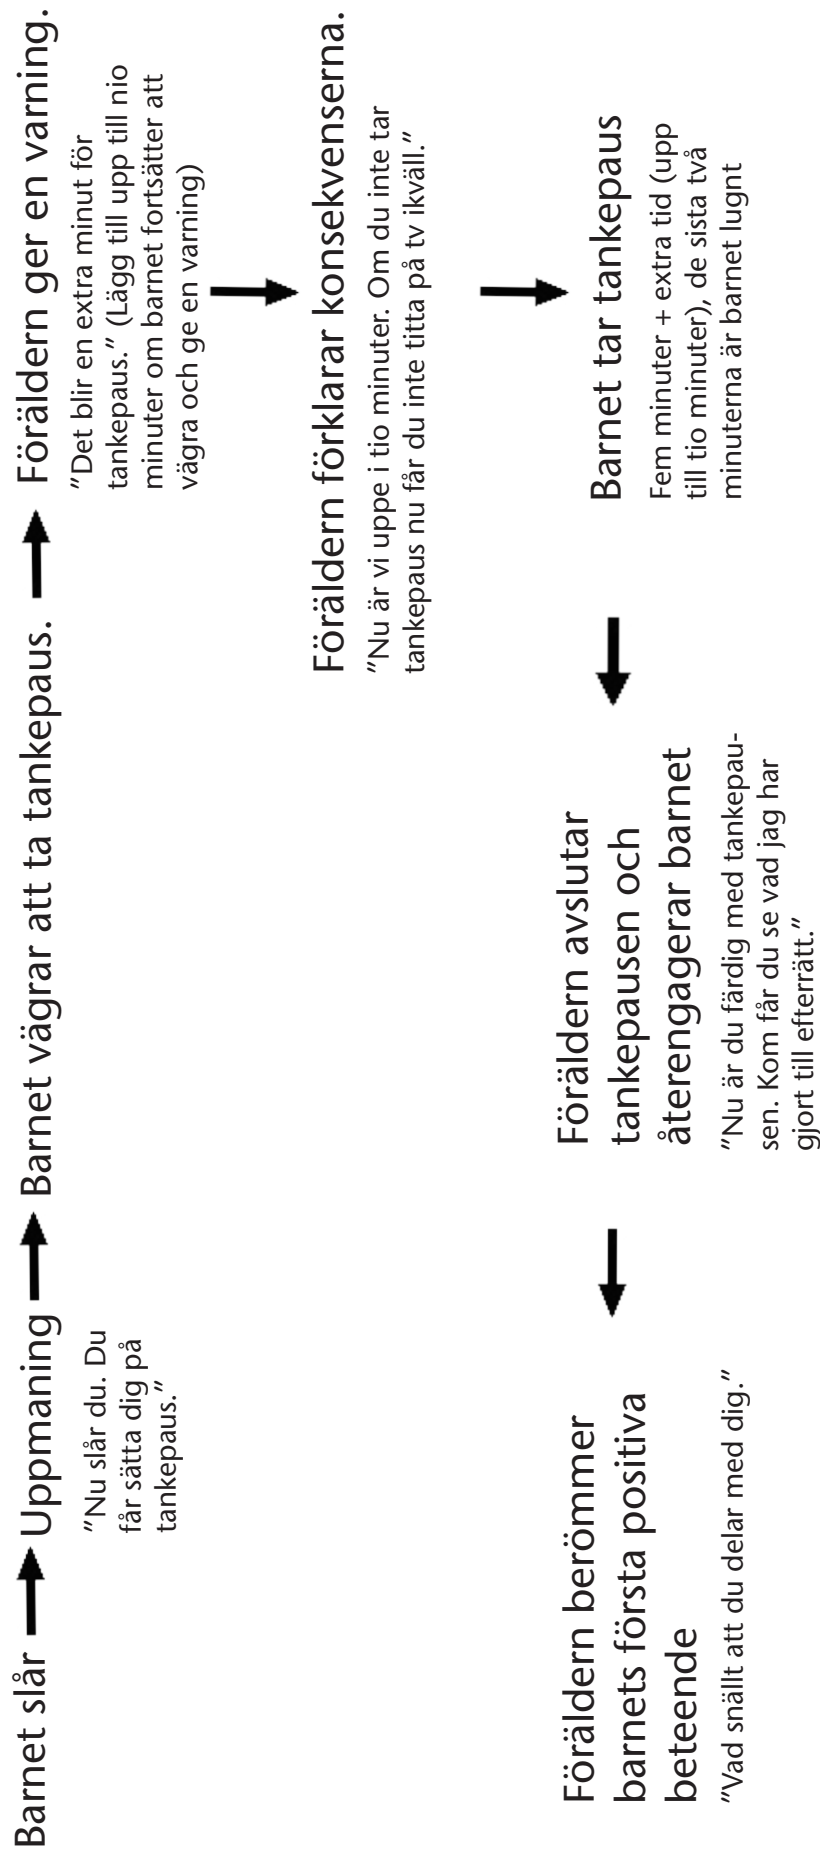 Barnet slår
Uppmaning
"Nu slår du. Du
får sätta dig på
tankepaus."
Barnet vägrar att ta tankepaus.
Föräldern ger en varning.
"Det blir en extra minut för
tankepaus." (Lägg till upp till nio
minuter om barnet fortsätter att
vägra och ge en varning)
Föräldern förklarar konsekvenserna.
"Nu är vi uppe i tio minuter. Om du inte tar
tankepaus nu får du inte titta på tv ikväll."
Barnet tar tankepaus
Fem minuter + extra tid (upp
till tio minuter), de sista två
minuterna är barnet lugnt
Föräldern avslutar
tankepausen och
återengagerar barnet
"Nu är du färdig med tankepau-
sen. Kom får du se vad jag har
gjort till efterrätt."
Föräldern berömmer
barnets första positiva
beteende
"Vad snällt att du delar med dig."